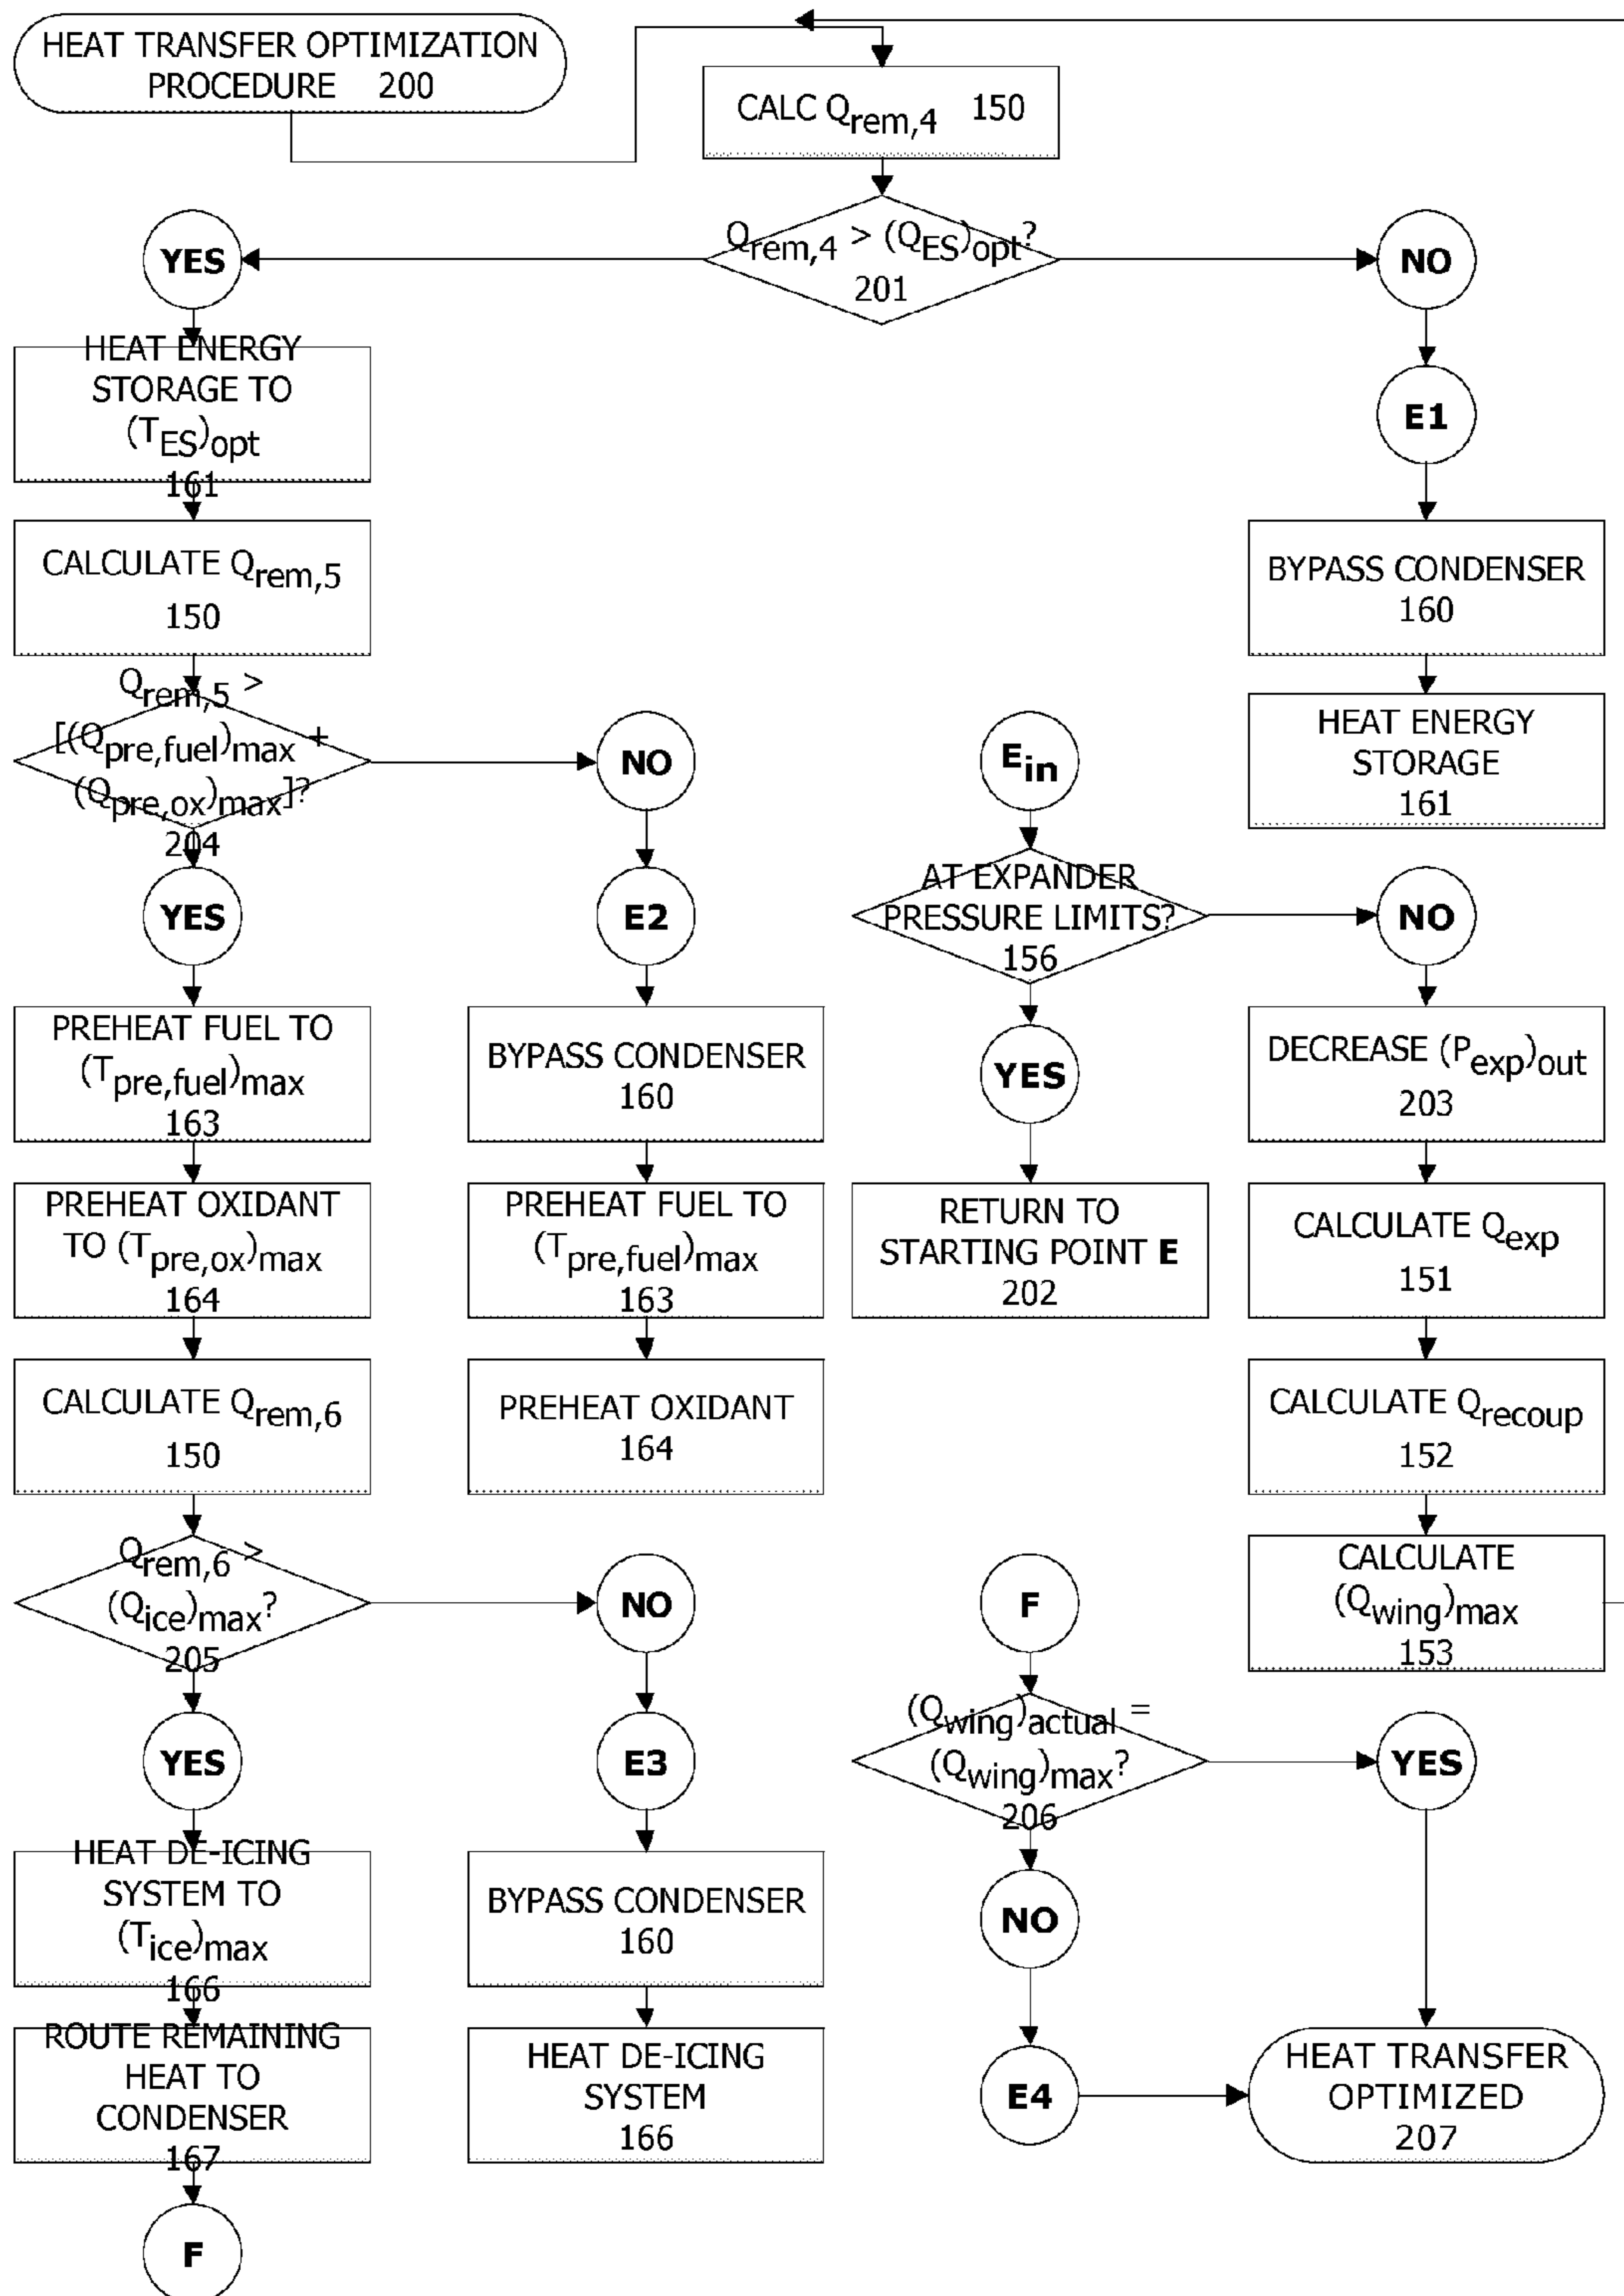 HEAT TRANSFER OPTIMIZATION
PROCEDURE 200
CALC Qrem,4 150
Qrem,4 > (QES)opt?
201
YES
NO
HEAT ENERGY
STORAGE TO
(TES)opt
161
E1
CALCULATE Qrem,5
150
BYPASS CONDENSER
160
Qrem,5 >
[(Qpre,fuel)max +
(Qpre,ox)max]?
204
NO
Ein
HEAT ENERGY
STORAGE
161
YES
E2
AT EXPANDER
PRESSURE LIMITS?
156
NO
PREHEAT FUEL TO
(Tpre,fuel)max
163
BYPASS CONDENSER
160
YES
DECREASE (Pexp)out
203
PREHEAT OXIDANT
TO (Tpre,ox)max
164
PREHEAT FUEL TO
(Tpre,fuel)max
163
RETURN TO
STARTING POINT E
202
CALCULATE Qexp
151
CALCULATE Qrem,6
150
PREHEAT OXIDANT
164
CALCULATE Qrecoup
152
Qrem,6 >
(Qice)max?
205
NO
F
CALCULATE
(Qwing)max
153
YES
E3
(Qwing)actual =
(Qwing)max?
206
YES
HEAT DE-ICING
SYSTEM TO
(Tice)max
166
BYPASS CONDENSER
160
NO
ROUTE REMAINING
HEAT TO
CONDENSER
167
HEAT DE-ICING
SYSTEM
166
E4
HEAT TRANSFER
OPTIMIZED
207
F